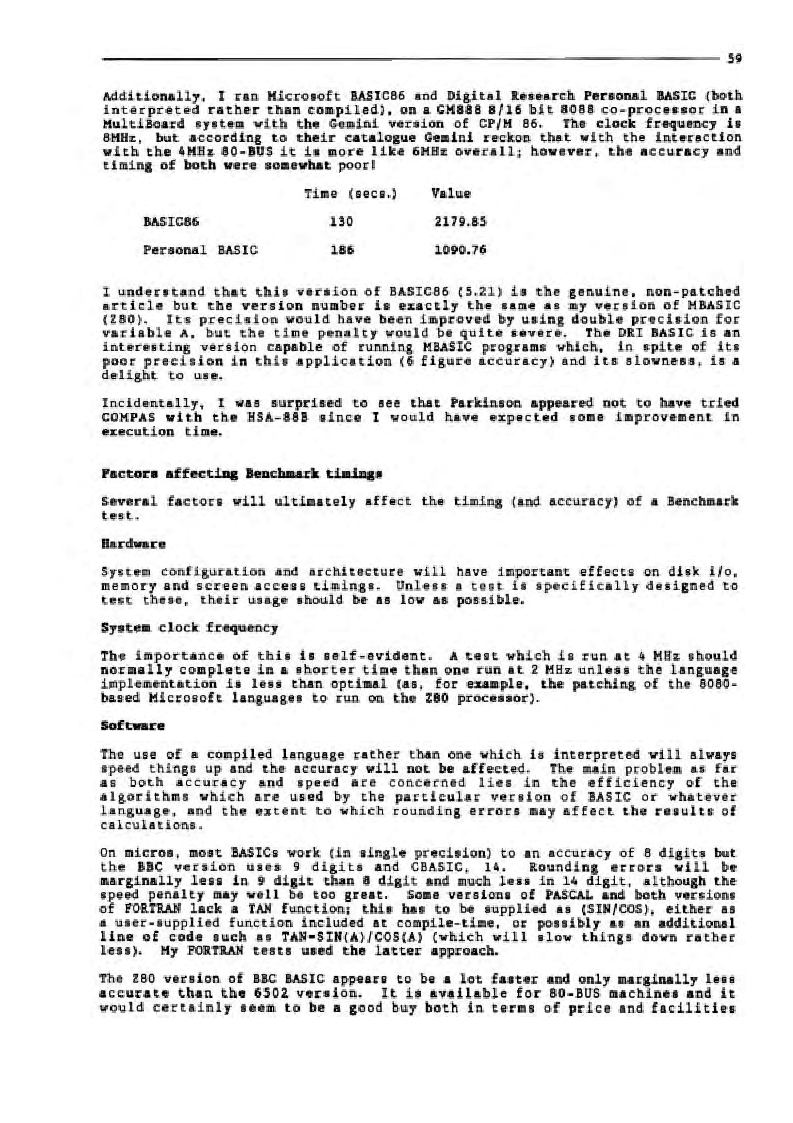 59
Additionally, I ran Microsoft BASIC86 and Digital Research Personal BASIC (both
interpreted rather than compiled), on a GM888 8/16 bit 8088 co-processor in a
MultiBoard system with the Gemini version of CP/M 86. The clock frequency is
8MHz, but according to their catalogue Gemini reckon that with the interaction
with the 4MHz 80-BUS it is more like 6MHz overall; however, the accuracy and
timing of both were somewhat poor!
Time (secs.) Value
BASIC86 130 2179.85
Personal BASIC 186 1090.76
I understand that this version of BASIC86 (5.21) is the genuine, non-patched
article but the version number is exactly the same as my version of MBASIC
(Z80). Its precision would have been improved by using double precision for
variable A, but the time penalty would be quite severe. The DRI BASIC is an
interesting version capable of running MBASIC programs which, in spite of its
poor precision in this application (6 figure accuracy) and its slowness, is a
delight to use.
Incidentally, I was surprised to see that Parkinson appeared not to have tried
COMPAS with the HSA-88B since I would have expected some improvement in
execution time.
Factors affecting Benchmark timings
Several factors will ultimately affect the timing (and accuracy) of a Benchmark
test.
Hardware
System configuration and architecture will have important effects on disk i/o,
memory and screen access timings. Unless a test is specifically designed to
test these, their usage should be as low as possible.
System clock frequency
The importance of this is self-evident. A test which is run at 4 MHz should
normally complete in a shorter time than one run at 2 MHz unless the language
implementation is less than optimal (as, for example, the patching of the 8080-
based Microsoft languages to run on the Z80 processor).
Software
The use of a compiled language rather than one which is interpreted will always
speed things up and the accuracy will not be affected. The main problem as far
as both accuracy and speed are concerned lies in the efficiency of the
algorithms which are used by the particular version of BASIC or whatever
language, and the extent to which rounding errors may affect the results of
calculations.
On micros, most BASICs work (in single precision) to an accuracy of 8 digits but
the BBC version uses 9 digits and CBASIC, 14. Rounding errors will be
marginally less in 9 digit than 8 digit and much less in 14 digit, although the
speed penalty may well be too great. Some versions of PASCAL and both versions
of FORTRAN lack a TAN function; this has to be supplied as (SIN/COS), either as
a user-supplied function included at compile-time, or possibly as an additional
line of code such as TAN=SIN(A)/COS(A) (which will slow things down rather
less). My FORTRAN tests used the latter approach.
The Z80 version of BBC BASIC appears to be a lot faster and only marginally less
accurate than the 6502 version. It is available for 80-BUS machines and it
would certainly seem to be a good buy both in terms of price and facilities